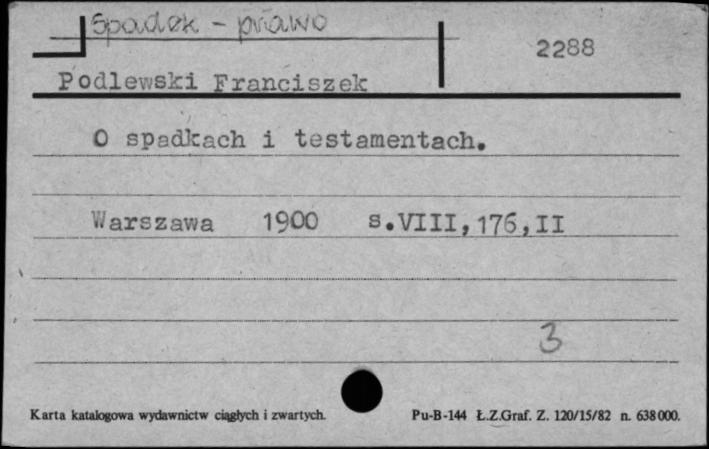 Spadek - prawo
2288
Podlewski Franciszek
O spadkach i testamentach.
Warszawa 1900 s.VIII,176,II
3
Karta katalogowa wydawnictw ciągłych i zwartych. Pu-B-144 Ł.Z.Graf. Z. 120/15/82 n. 638000.